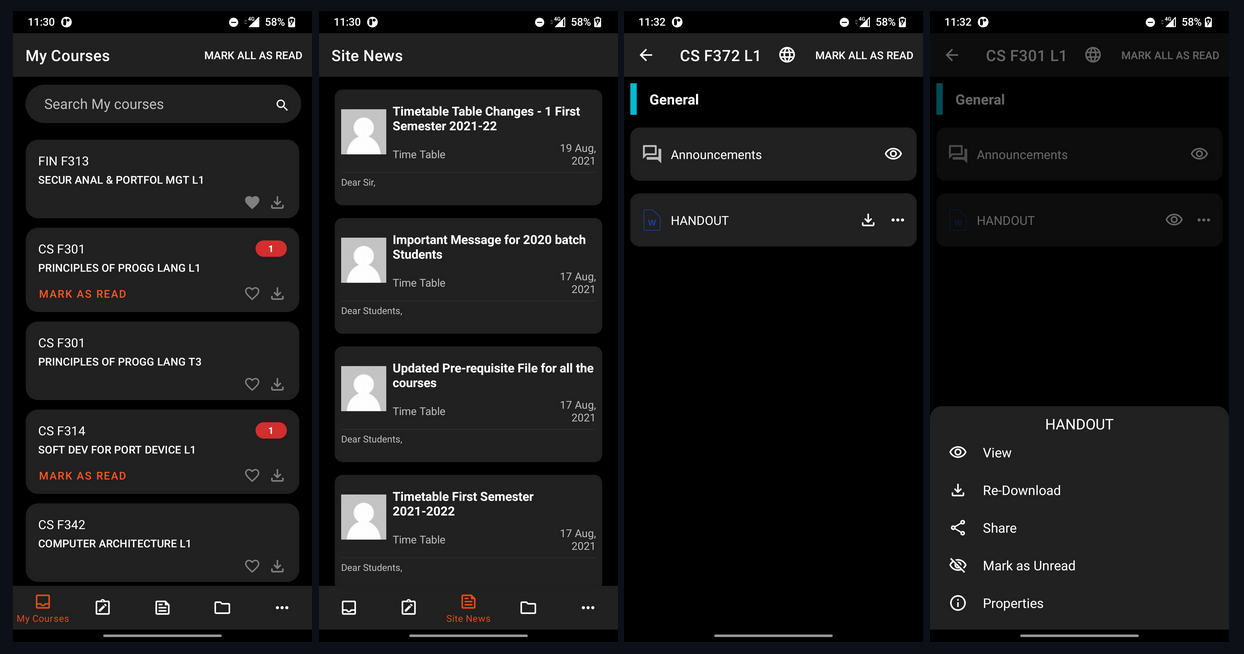 11:30
4G
58%
My Courses
MARK ALL AS READ
Search My courses
FIN F313
SECUR ANAL & PORTFOL MGT L1
CS F301
1
PRINCIPLES OF PROGG LANG L1
MARK AS READ
CS F301
PRINCIPLES OF PROGG LANG T3
CS F314
1
SOFT DEV FOR PORT DEVICE L1
MARK AS READ
CS F342
COMPUTER ARCHITECTURE L1
My Courses
11:30
4G
58%
Site News
Timetable Table Changes - 1 First
Semester 2021-22
Time Table
19 Aug,
2021
Dear Sir,
Important Message for 2020 batch
Students
Time Table
17 Aug,
2021
Dear Students,
Updated Pre-requisite File for all the
courses
Time Table
17 Aug,
2021
Dear Students,
Timetable First Semester
2021-2022
Time Table
17 Aug,
2021
Dear Students,
Site News
11:32
4G
58%
CS F372 L1
MARK ALL AS READ
General
Announcements
W
HANDOUT
11:32
4G
58%
CS F301 L1
MARK ALL AS READ
General
Announcements
W
HANDOUT
HANDOUT
View
Re-Download
Share
Mark as Unread
Properties